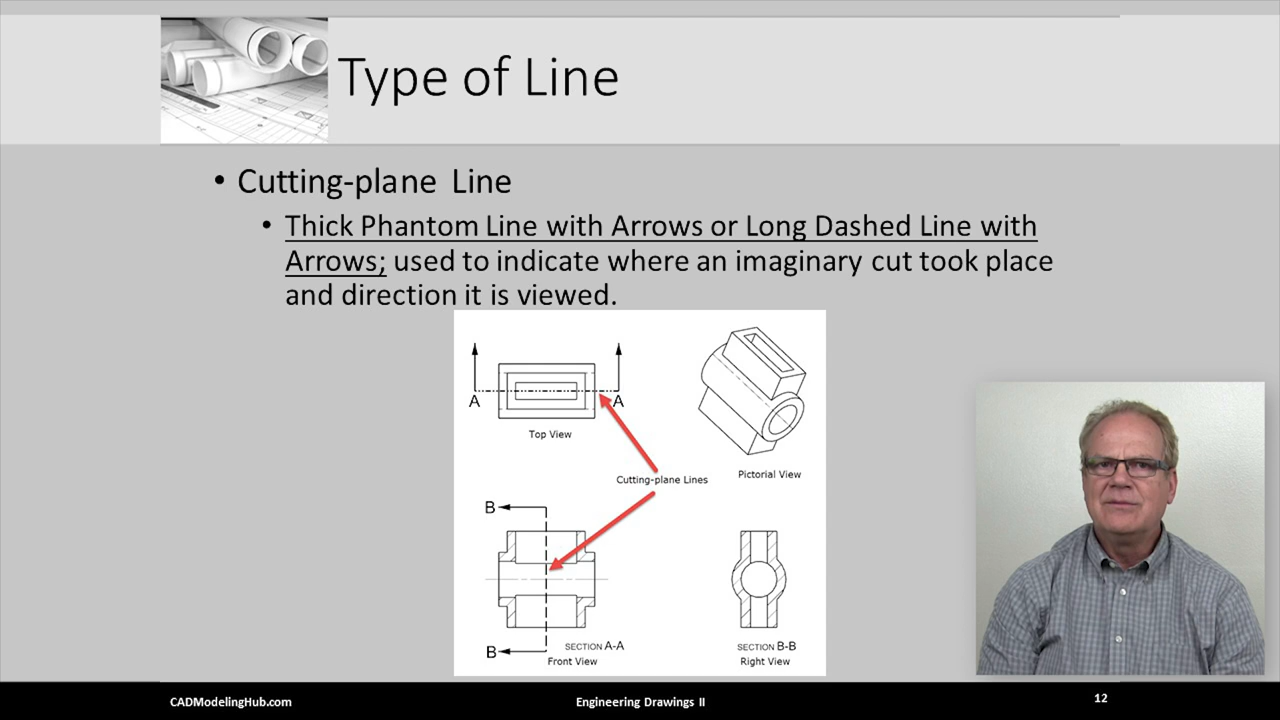 Type of Line
• Cutting-plane Line
• Thick Phantom Line with Arrows or Long Dashed Line with
Arrows; used to indicate where an imaginary cut took place
and direction it is viewed.
A
A
Top View
Pictorial View
Cutting-plane Lines
B
B
SECTION A-A
Front View
SECTION B-B
Right View
CADModelingHub.com
Engineering Drawings II
12